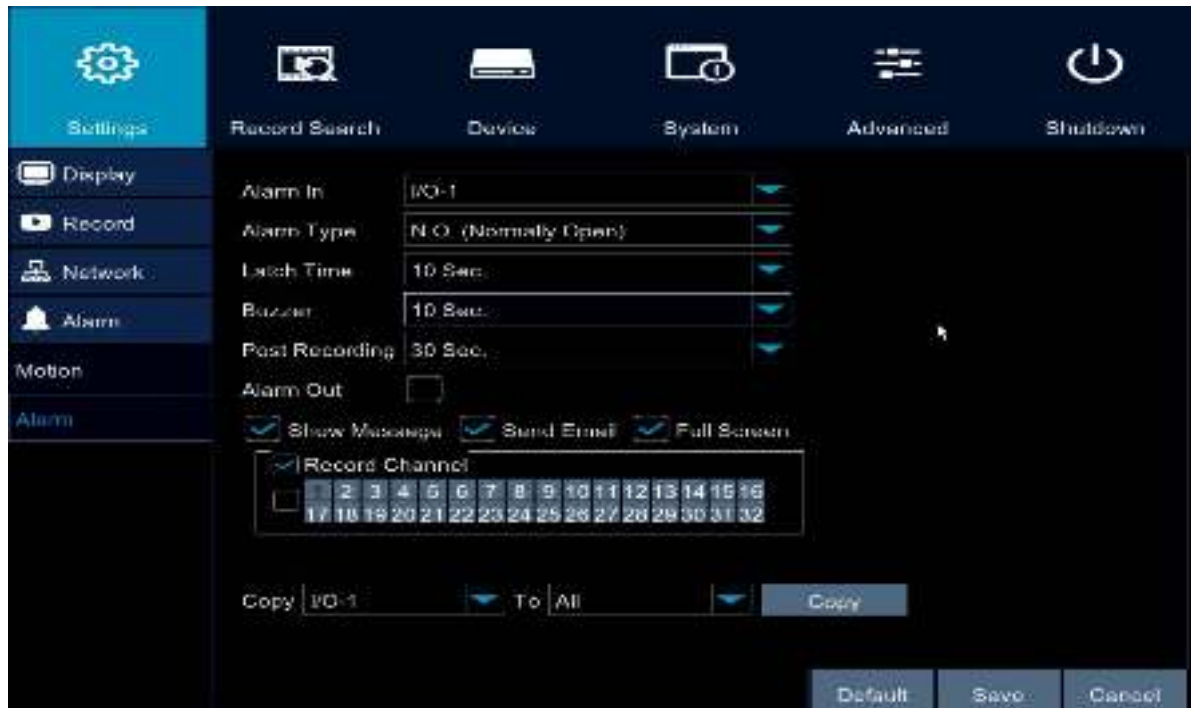 Settings Record Search Device System Advanced Shutdown
Display
Record
Network
Alarm
Motion
Alarm
Alarm In I/O-1
Alarm Type N.O. (Normally Open)
Latch Time 10 Sec.
Buzzer 10 Sec.
Post Recording 30 Sec.
Alarm Out
Show Message Send Email Full Screen
Record Channel
1 2 3 4 5 6 7 8 9 10 11 12 13 14 15 16
17 18 19 20 21 22 23 24 25 26 27 28 29 30 31 32
Copy I/O-1 To All Copy
Default Save Cancel